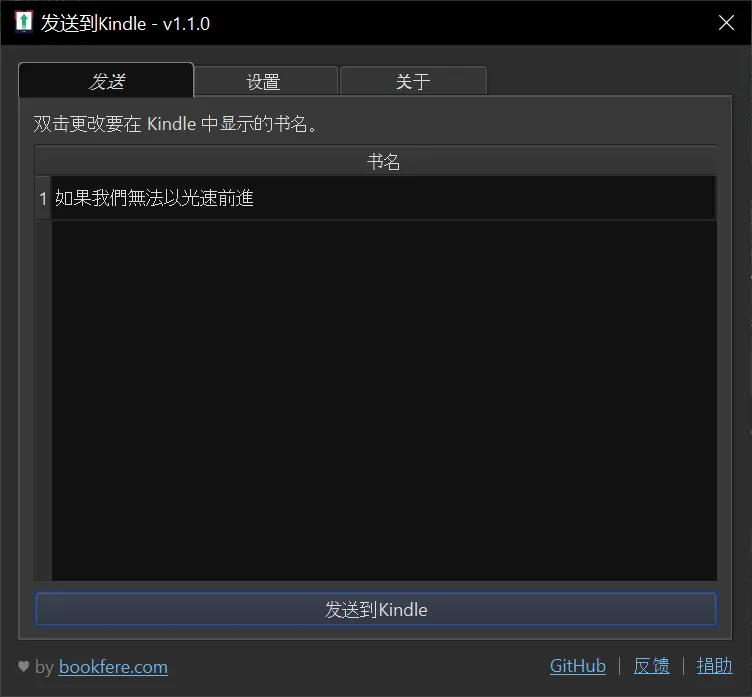 发送到Kindle - v1.1.0
发送 设置 关于
双击更改要在 Kindle 中显示的书名。
书名
1 如果我們無法以光速前進
发送到Kindle
♥ by bookfere.com GitHub | 反馈 | 捐助